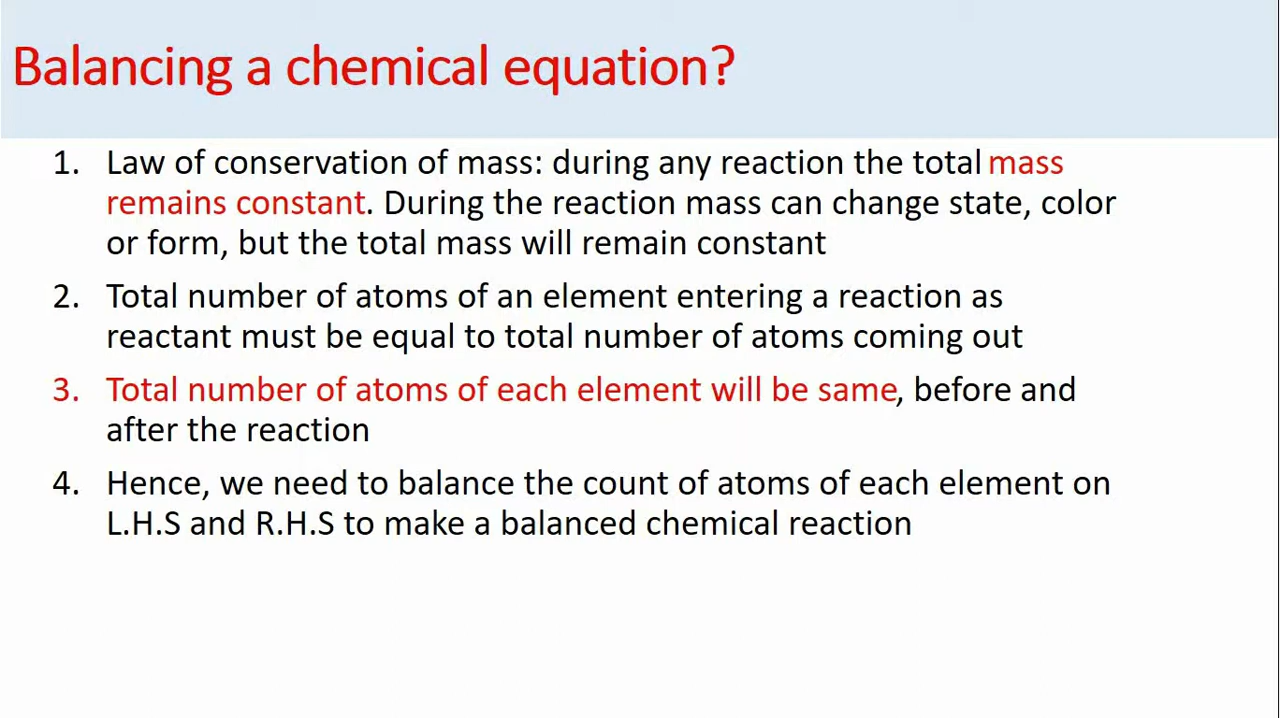 Balancing a chemical equation?
1. Law of conservation of mass: during any reaction the total mass
remains constant. During the reaction mass can change state, color
or form, but the total mass will remain constant
2. Total number of atoms of an element entering a reaction as
reactant must be equal to total number of atoms coming out
3. Total number of atoms of each element will be same, before and
after the reaction
4. Hence, we need to balance the count of atoms of each element on
L.H.S and R.H.S to make a balanced chemical reaction